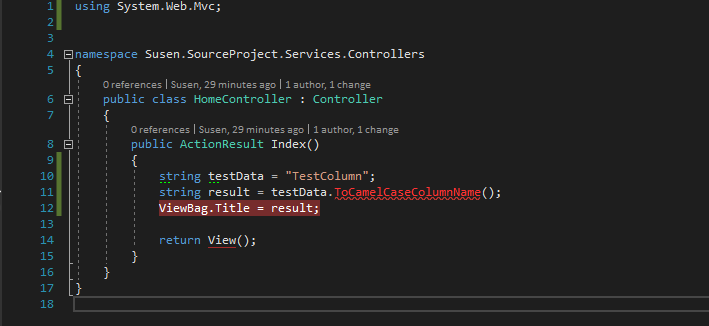 1 using System.Web.Mvc;
2
3
4 namespace Susen.SourceProject.Services.Controllers
5 {
0 references | Susen, 29 minutes ago | 1 author, 1 change
6 public class HomeController : Controller
7 {
0 references | Susen, 29 minutes ago | 1 author, 1 change
8 public ActionResult Index()
9 {
10 string testData = "TestColumn";
11 string result = testData.ToCamelCaseColumnName();
12 ViewBag.Title = result;
13
14 return View();
15 }
16 }
17 }
18